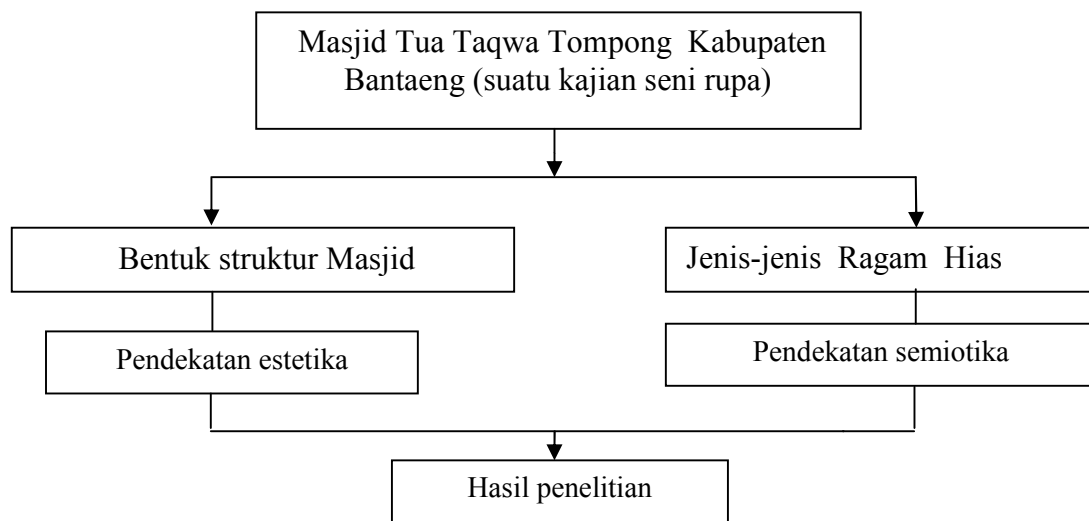 Masjid Tua Taqwa Tompong Kabupaten
Bantaeng (suatu kajian seni rupa)
Bentuk struktur Masjid
Jenis-jenis Ragam Hias
Pendekatan estetika
Pendekatan semiotika
Hasil penelitian